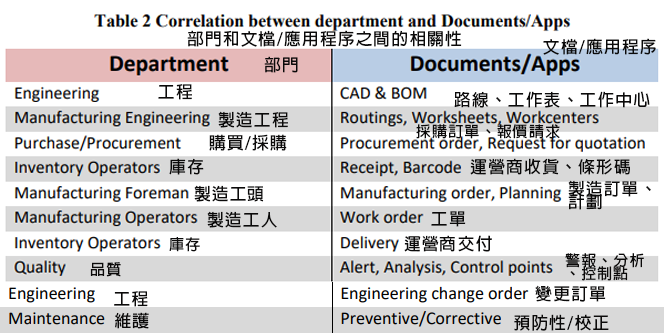 Table 2 Correlation between department and Documents/Apps
部門和文檔/應用程序之間的相關性
文檔/應用程序
Department 部門 Documents/Apps
Engineering 工程 CAD & BOM
路線、工作表、工作中心
Manufacturing Engineering 製造工程 Routings, Worksheets, Workcenters
採購訂單、報價請求
Purchase/Procurement 購買/採購 Procurement order, Request for quotation
Inventory Operators 庫存 Receipt, Barcode 運營商收貨、條形碼
Manufacturing Foreman 製造工頭 Manufacturing order, Planning 製造訂單、
計劃
Manufacturing Operators 製造工人 Work order 工單
Inventory Operators 庫存 Delivery 運營商交付
Quality 品質 Alert, Analysis, Control points 警報、分析
、控制點
Engineering 工程 Engineering change order 變更訂單
Maintenance 維護 Preventive/Corrective 預防性/校正